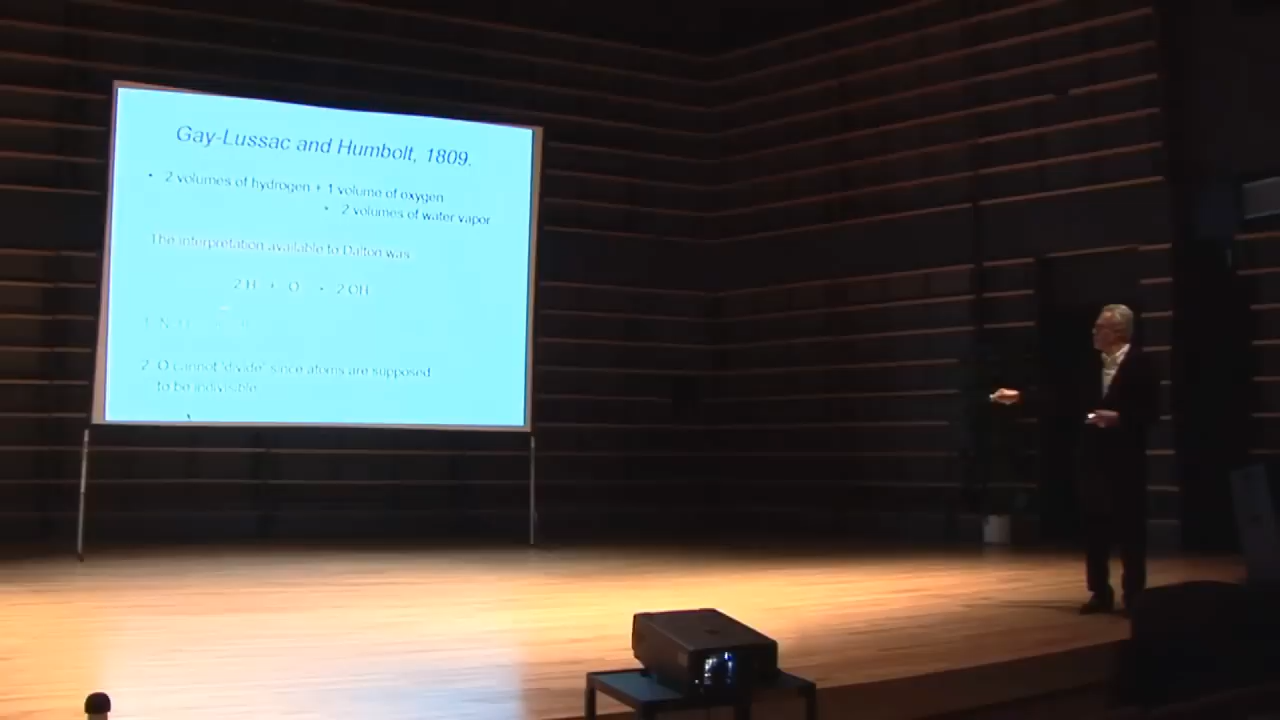 Gay-Lussac and Humbolt, 1809.
• 2 volumes of hydrogen + 1 volume of oxygen
• 2 volumes of water vapor
The interpretation available to Dalton was
2 H + O • 2 OH
2. O cannot 'divide' since atoms are supposed
to be indivisible